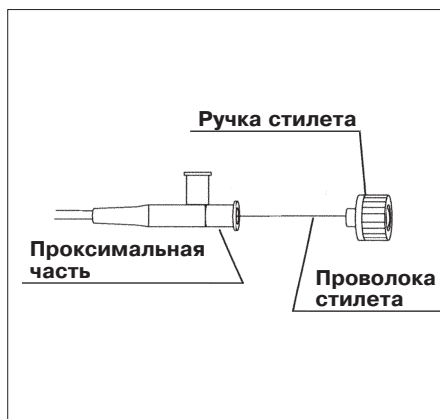 Ручка стилета
Проксимальная
часть
Проволока
стилета